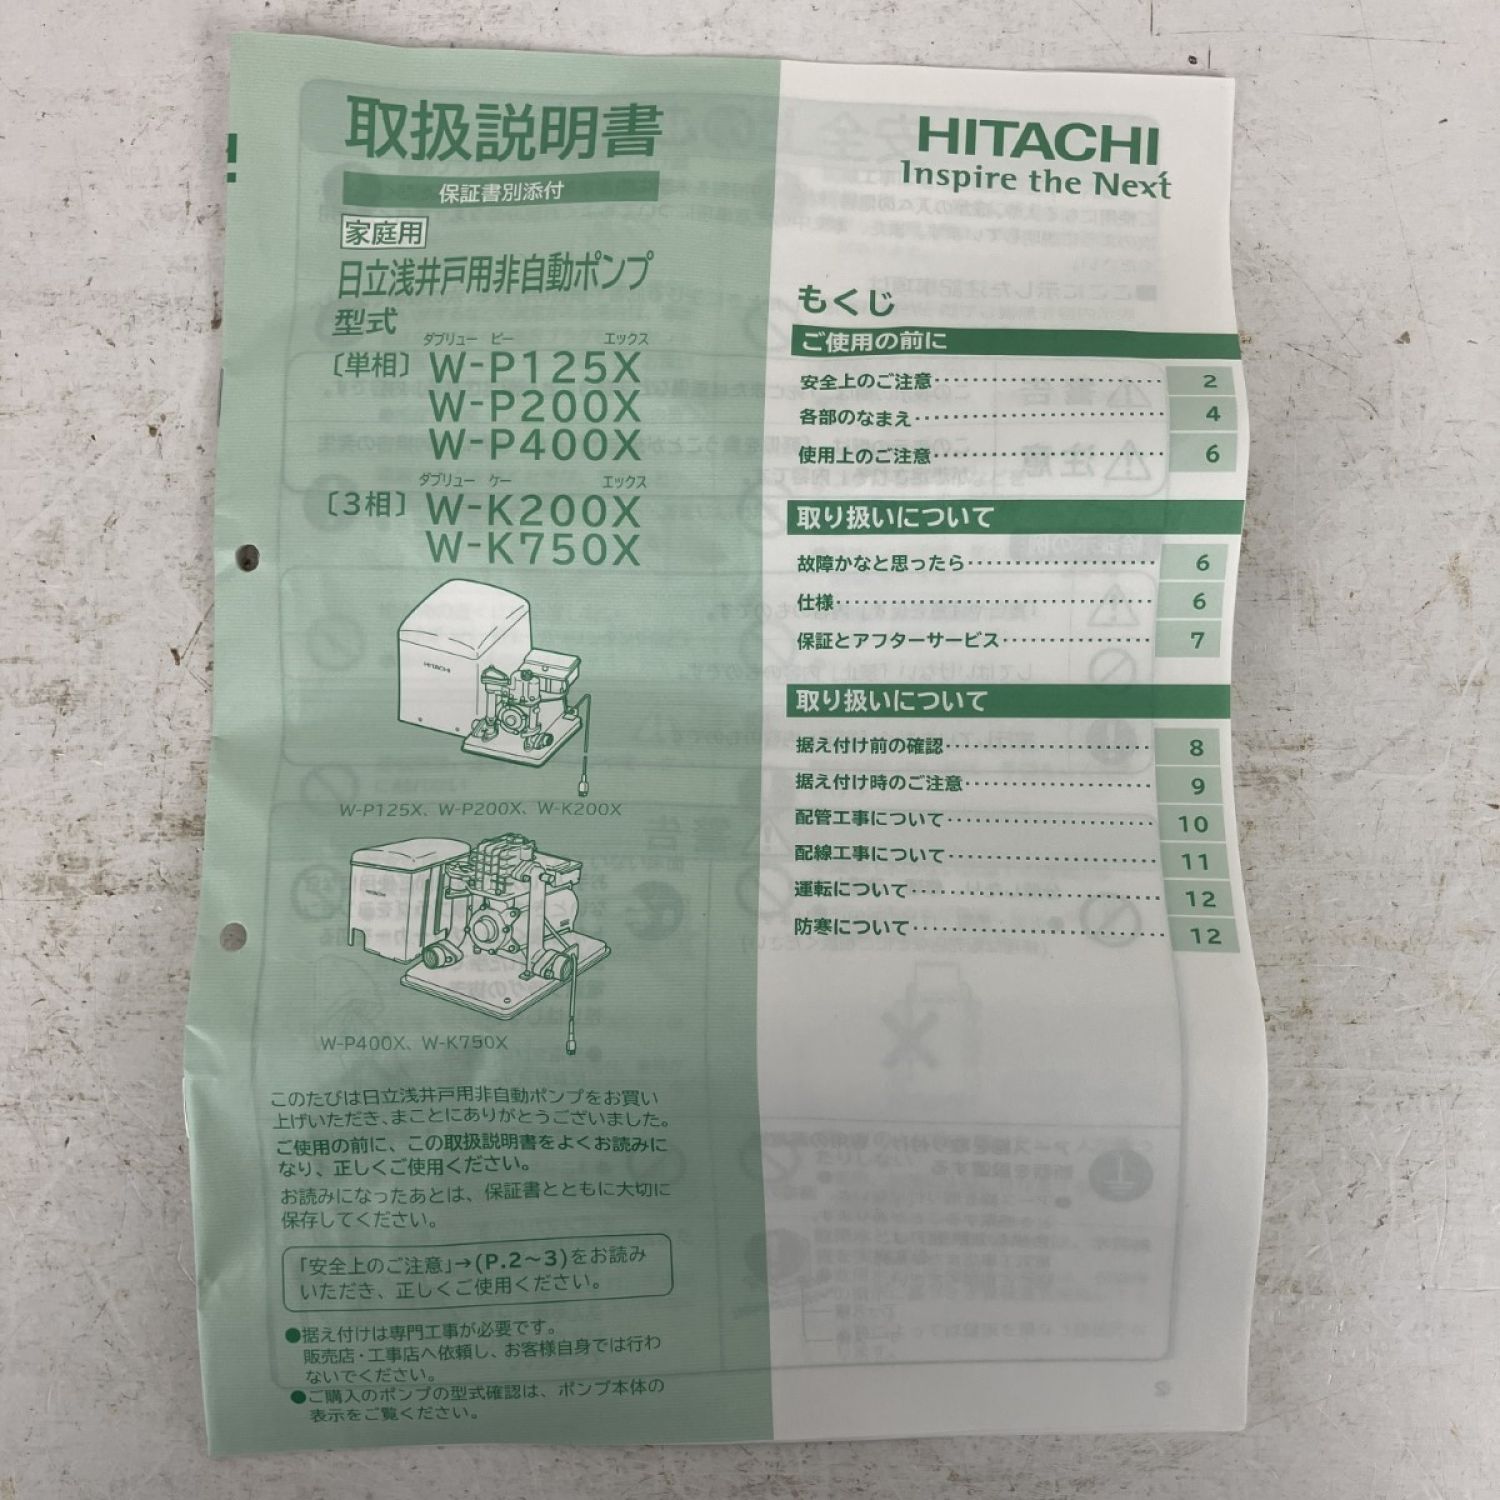 取扱説明書
保証書別添付
家庭用
日立浅井戸用非自動ポンプ
型式
ダブリュー ピー エックス
〔単相〕 W-P125X
W-P200X
W-P400X
ダブリュー ケー エックス
〔3相〕 W-K200X
W-K750X
HITACHI
W-P125X、W-P200X、W-K200X
W-P400X、W-K750X
このたびは日立浅井戸用非自動ポンプをお買い
上げいただき、まことにありがとうございました。
ご使用の前に、この取扱説明書をよくお読みに
なり、正しくご使用ください。
お読みになったあとは、保証書とともに大切に
保存してください。
「安全上のご注意」→(P.2～3)をお読み
いただき、正しくご使用ください。
●据え付けは専門工事が必要です。
販売店・工事店へ依頼し、お客様自身では行わ
ないでください。
●ご購入のポンプの型式確認は、ポンプ本体の
表示をご覧ください。
HITACHI
Inspire the Next
もくじ
ご使用の前に
安全上のご注意 2
各部のなまえ 4
使用上のご注意 6
取り扱いについて
故障かなと思ったら 6
仕様 6
保証とアフターサービス 7
取り扱いについて
据え付け前の確認 8
据え付け時のご注意 9
配管工事について 10
配線工事について 11
運転について 12
防寒について 12